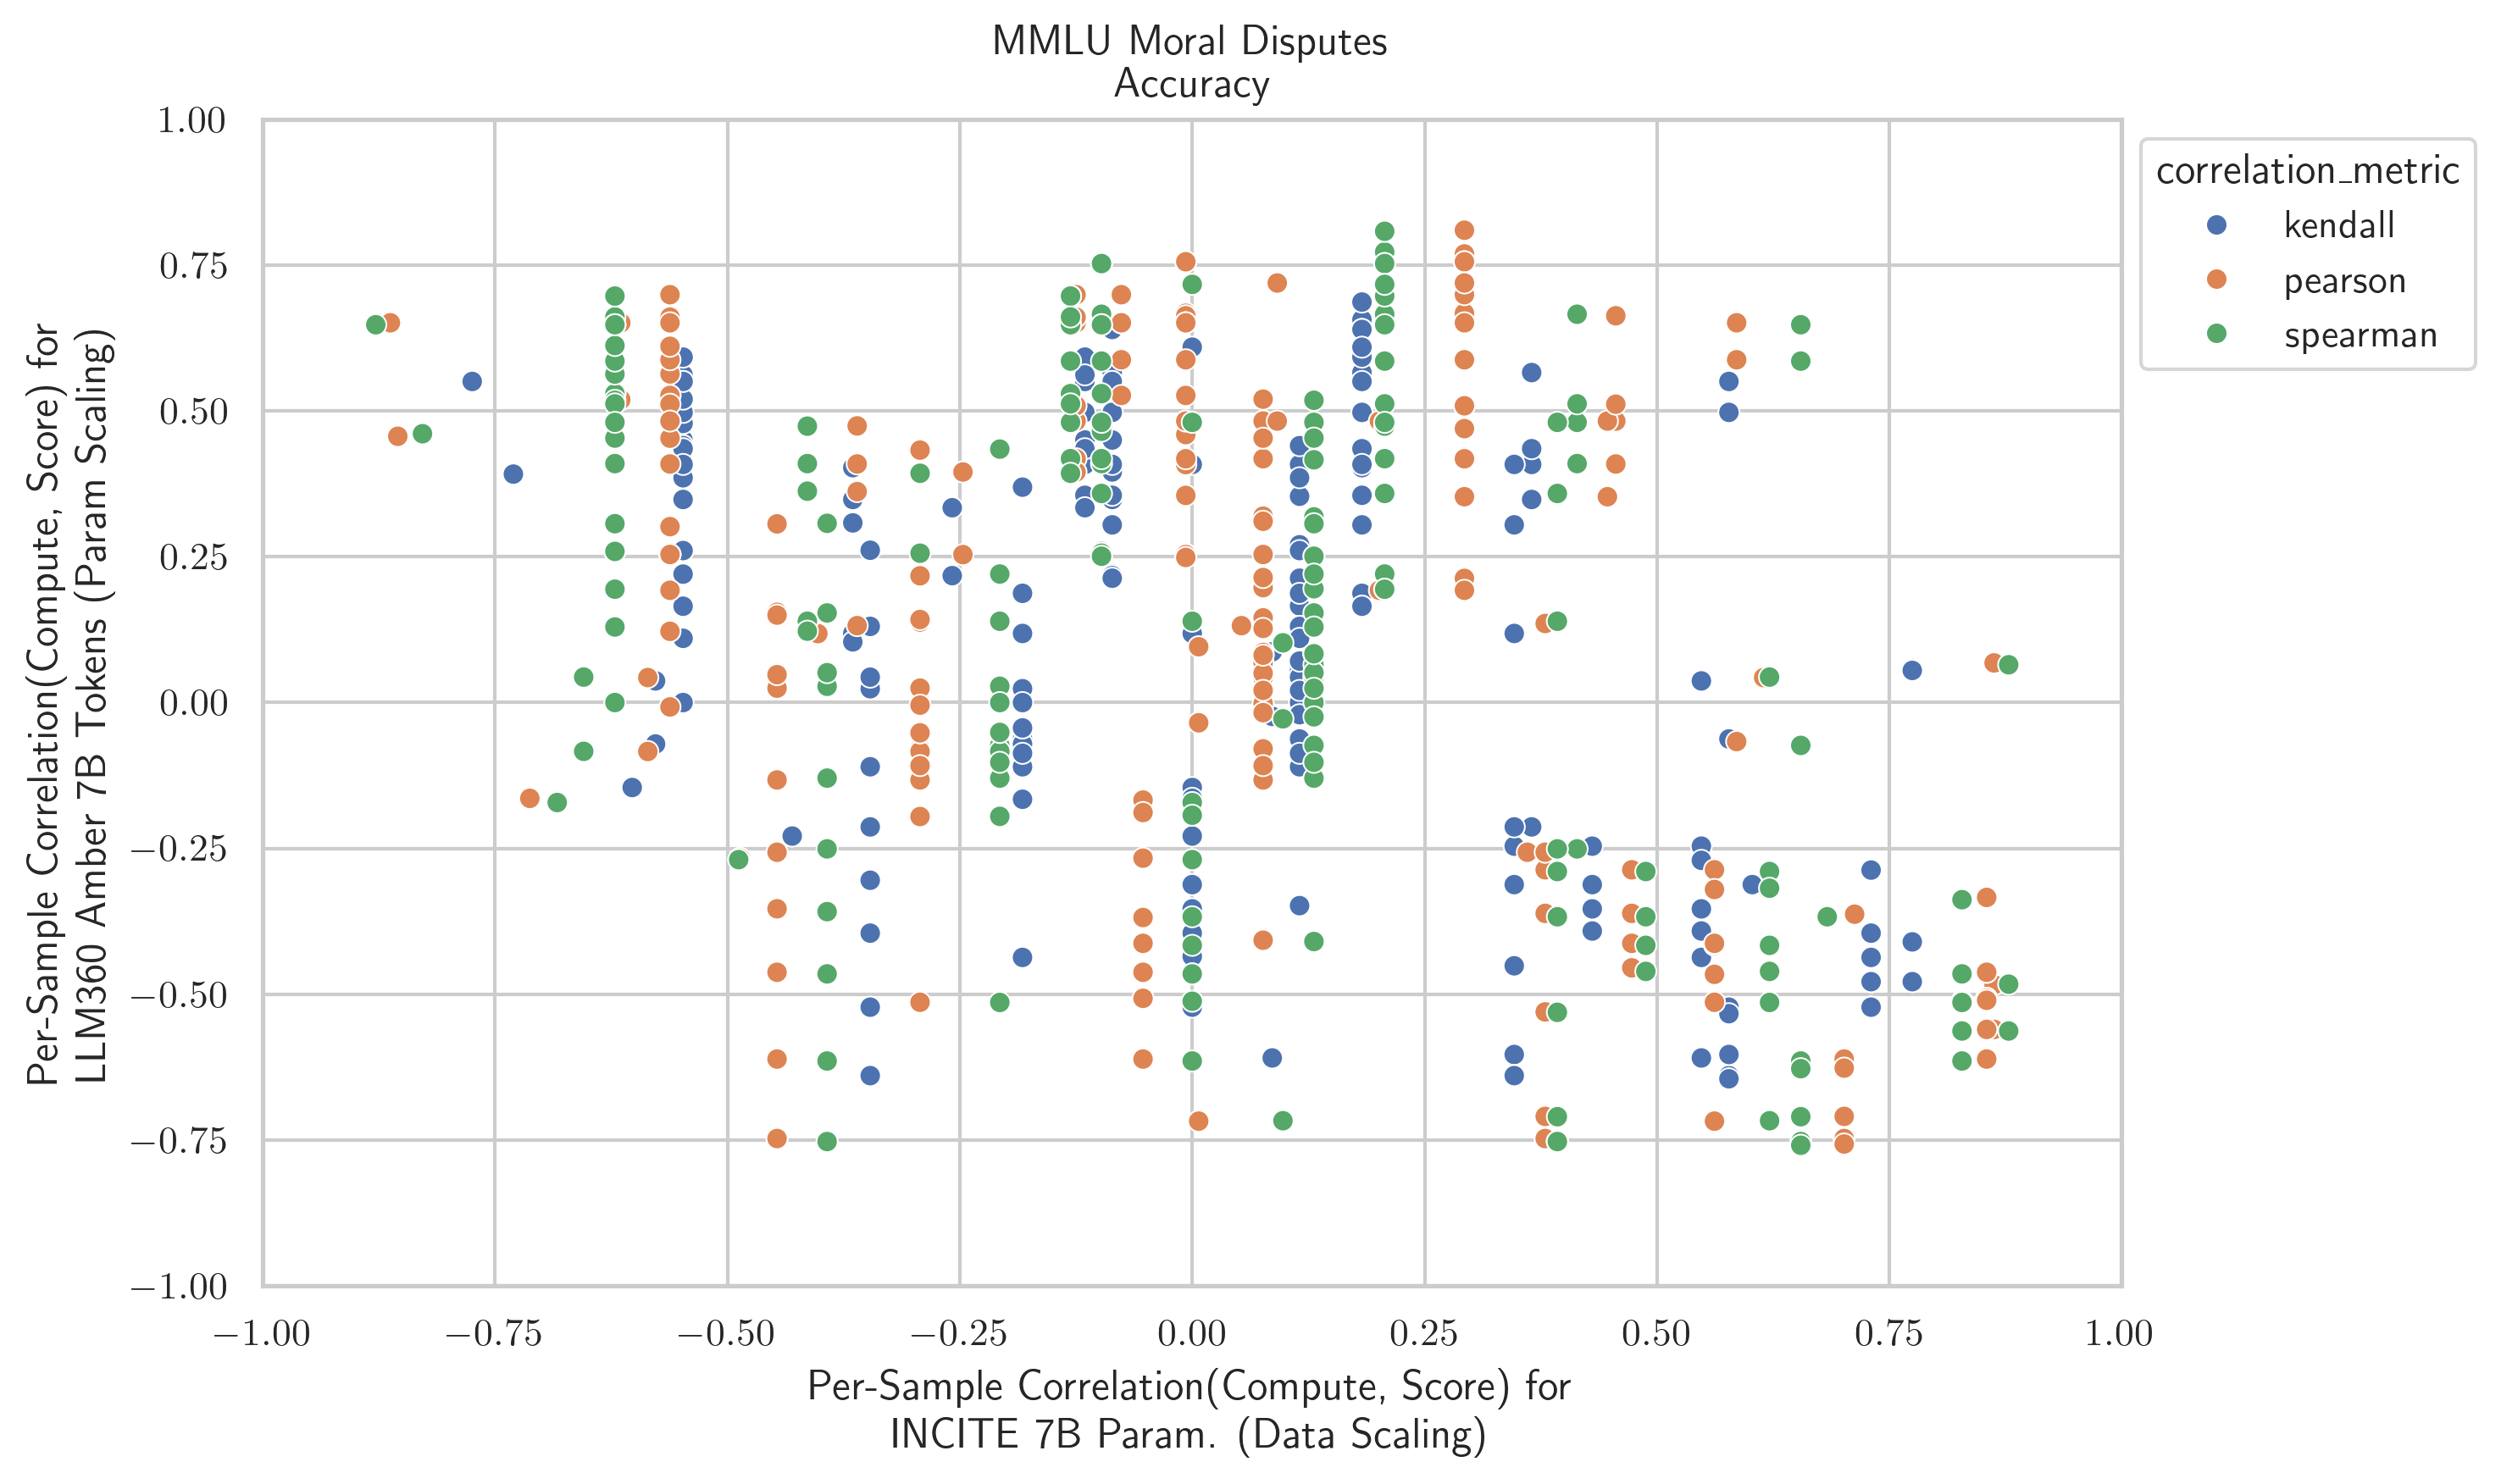 MMLU Moral Disputes
Accuracy
1.00
0.75
0.50
0.25
0.00
−0.25
−0.50
−0.75
−1.00
Per-Sample Correlation(Compute, Score) for
LLM360 Amber 7B Tokens (Param Scaling)
−1.00 −0.75 −0.50 −0.25 0.00 0.25 0.50 0.75 1.00
Per-Sample Correlation(Compute, Score) for
INCITE 7B Param. (Data Scaling)
correlation_metric
kendall
pearson
spearman